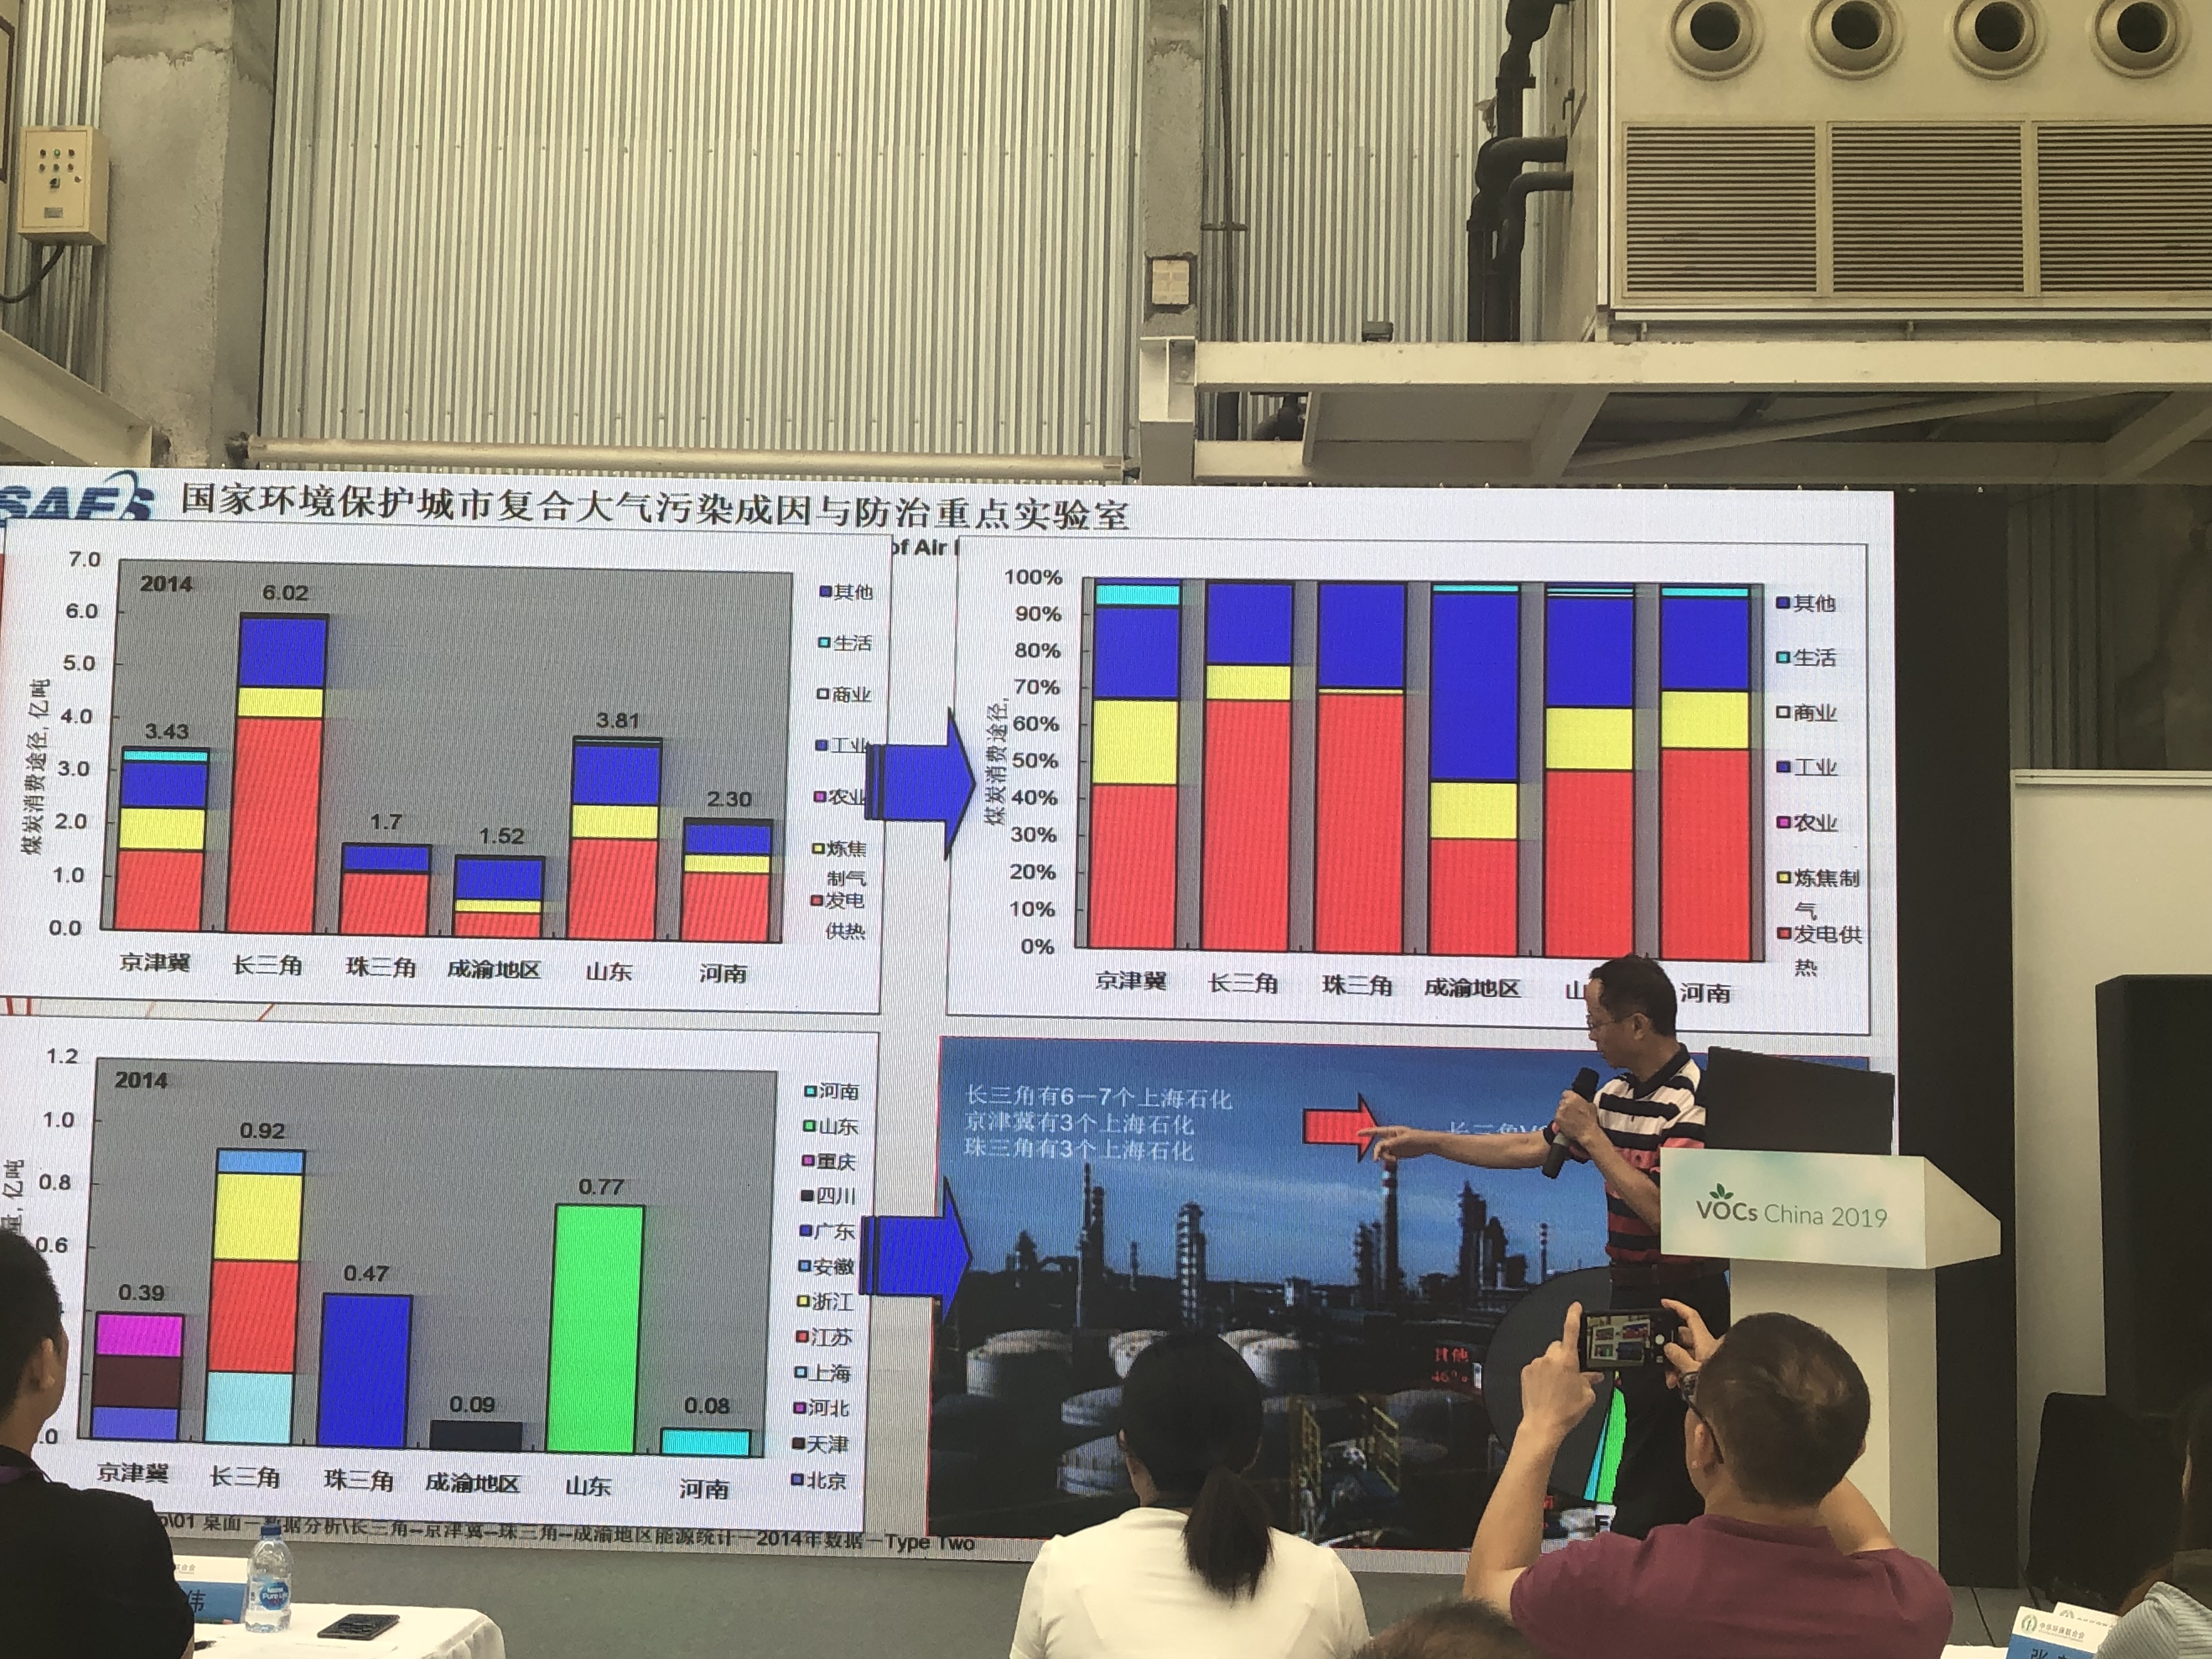 SAES
国家环境保护城市复合大气污染成因与防治重点实验室
of Air
7.0
6.0
5.0
4.0
3.0
2.0
1.0
0.0
煤炭消费途径, 亿吨
2014
3.43
6.02
1.7
1.52
3.81
2.30
京津冀
长三角
珠三角
成渝地区
山东
河南
其他
生活
商业
工业
农业
炼焦
制气
发电
供热
100%
90%
80%
70%
60%
50%
40%
30%
20%
10%
0%
煤炭消费途径,
京津冀
长三角
珠三角
成渝地区
山
河南
其他
生活
商业
工业
农业
炼焦制
气
发电供
热
1.2
1.0
0.8
0.6
.0
量, 亿吨
2014
0.39
0.92
0.47
0.09
0.77
0.08
京津冀
长三角
珠三角
成渝地区
山东
河南
河南
山东
重庆
四川
广东
安徽
浙江
江苏
上海
河北
天津
北京
长三角有6－7个上海石化
京津冀有3个上海石化
珠三角有3个上海石化
长三角V
其他
46%
\01 桌面－数据分析\长三角--京津冀--珠三角--成渝地区能源统计－2014年数据－Type Two
VOCs China 2019
伟
Pure Life
中华环保联合会